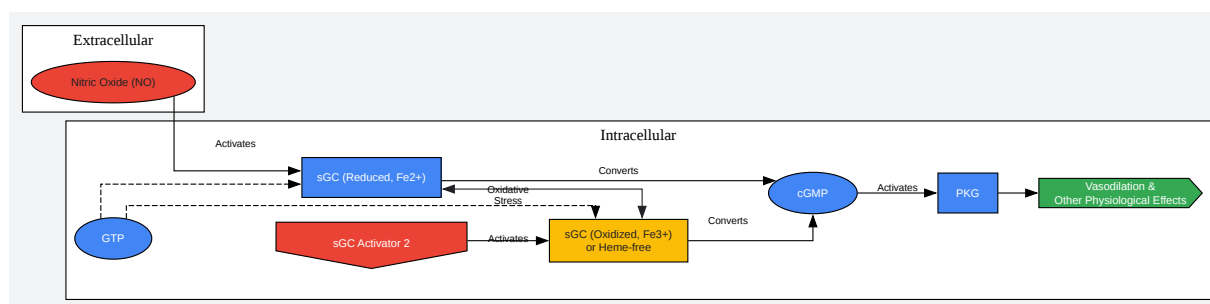 Extracellular
Nitric Oxide (NO)
Intracellular
Activates
sGC (Reduced, Fe2+)
Converts
Oxidative
Stress
cGMP
Activates
PKG
Vasodilation &
Other Physiological Effects
GTP
sGC Activator 2
Activates
sGC (Oxidized, Fe3+)
or Heme-free
Converts